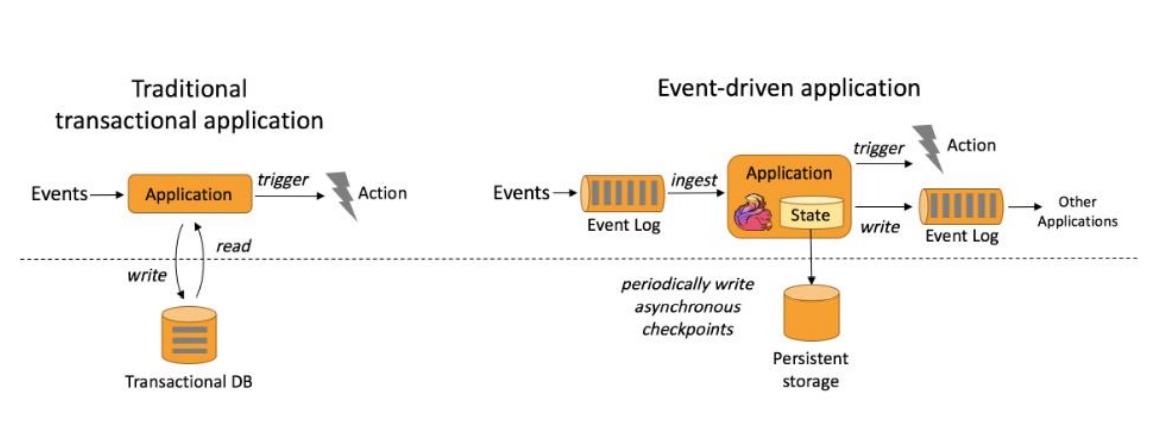 Traditional
transactional application
Events
Application
trigger
Action
write
read
Transactional DB
Event-driven application
Events
Event Log
ingest
Application
State
trigger
Action
write
Event Log
Other
Applications
periodically write
asynchronous
checkpoints
Persistent
storage